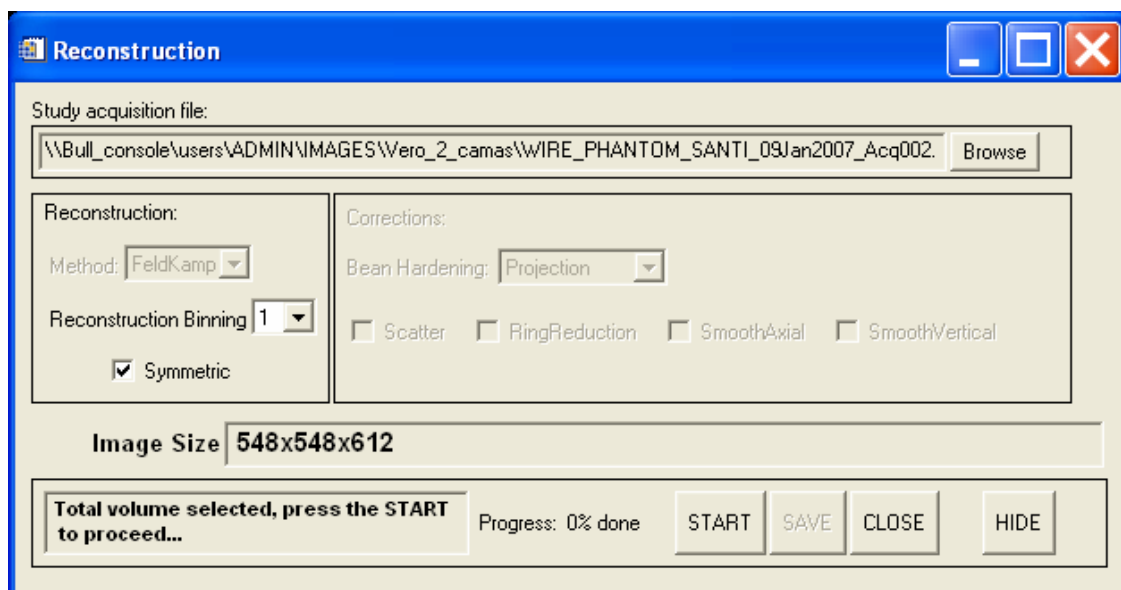 Reconstruction
Study acquisition file:
\\Bull_console\users\ADMIN\IMAGES\Vero_2_camas\WIRE_PHANTOM_SANTI_09Jan2007_Acq002. Browse
Reconstruction:
Method: FeldKamp
Reconstruction Binning 1
Symmetric
Corrections:
Bean Hardening: Projection
Scatter RingReduction SmoothAxial SmoothVertical
Image Size 548x548x612
Total volume selected, press the START
to proceed...
Progress: 0% done START SAVE CLOSE HIDE